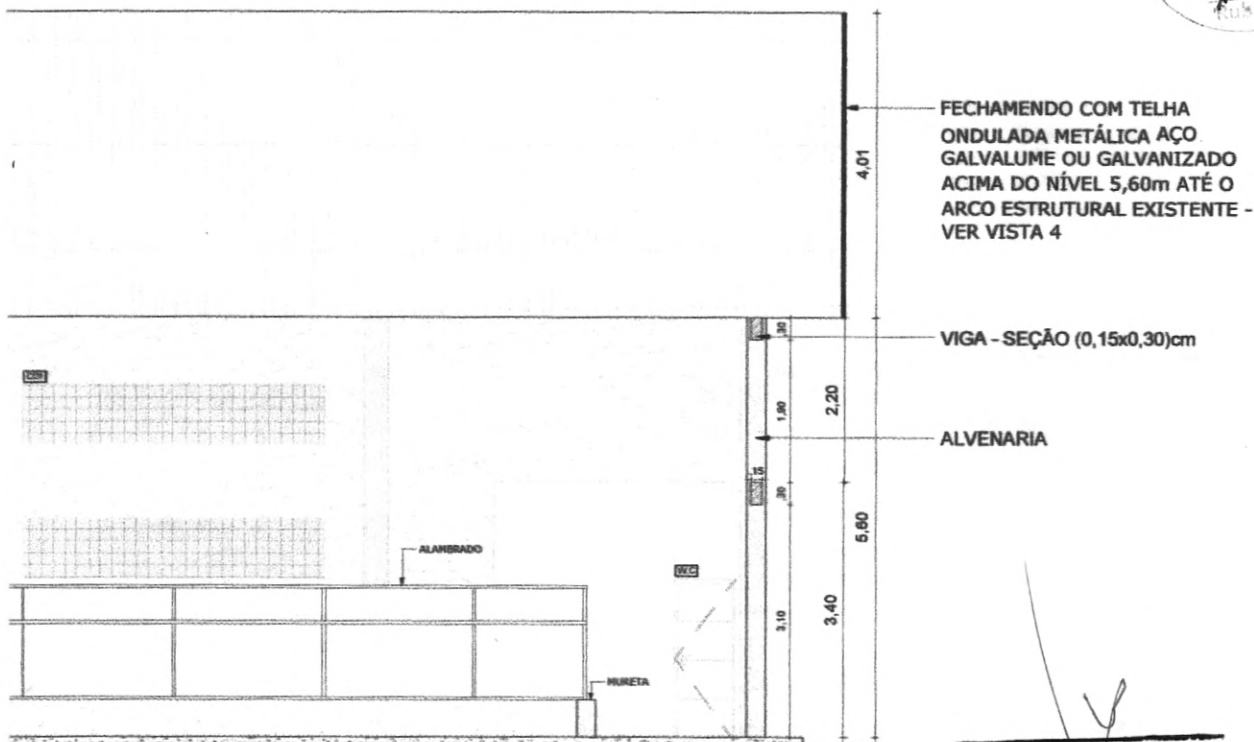 FECHAMENDO COM TELHA
ONDULADA METÁLICA AÇO
GALVALUME OU GALVANIZADO
ACIMA DO NÍVEL 5,60m ATÉ O
ARCO ESTRUTURAL EXISTENTE -
VER VISTA 4
4,01
,30
VIGA - SEÇÃO (0,15x0,30)cm
1,90
2,20
ALVENARIA
,15
,30
5,60
ALAMBRADO
W.C
3,10
3,40
MURETA